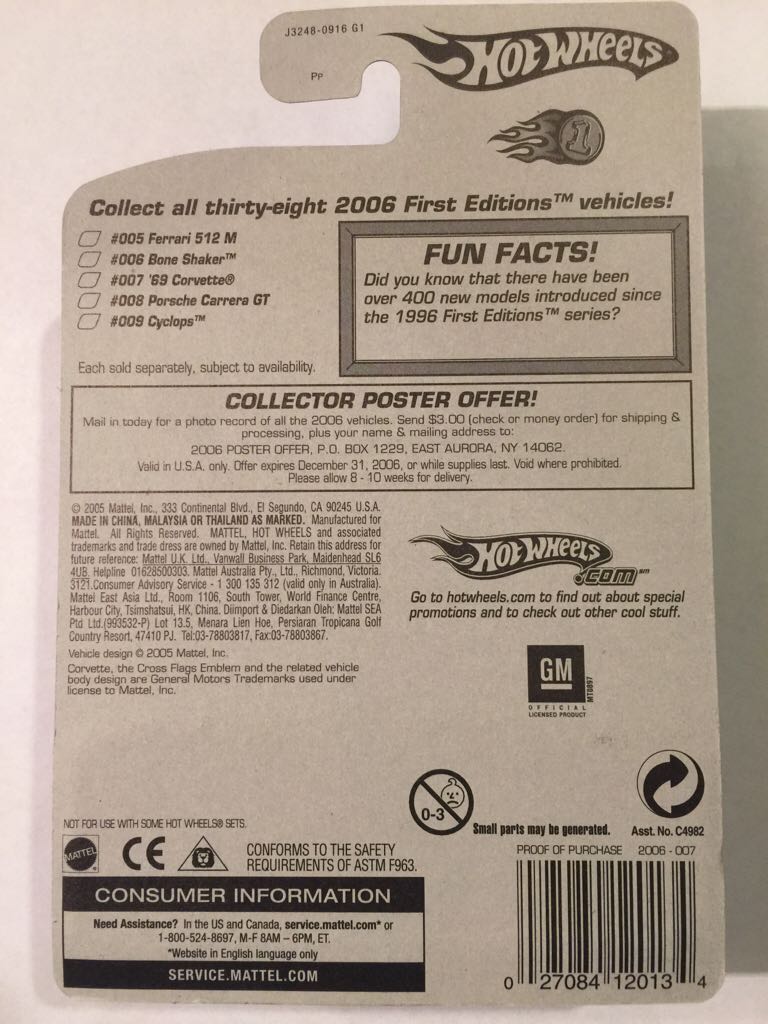 J3248-0916 G1
Pp
HOT WHEELS
1
Collect all thirty-eight 2006 First Editions™ vehicles!
#005 Ferrari 512 M
#006 Bone Shaker™
#007 '69 Corvette®
#008 Porsche Carrera GT
#009 Cyclops™
Each sold separately, subject to availability.
FUN FACTS!
Did you know that there have been
over 400 new models introduced since
the 1996 First Editions™ series?
COLLECTOR POSTER OFFER!
Mail in today for a photo record of all the 2006 vehicles. Send $3.00 (check or money order) for shipping &
processing, plus your name & mailing address to:
2006 POSTER OFFER, P.O. BOX 1229, EAST AURORA, NY 14062.
Valid in U.S.A. only. Offer expires December 31, 2006, or while supplies last. Void where prohibited.
Please allow 8 - 10 weeks for delivery.
© 2005 Mattel, Inc., 333 Continental Blvd., El Segundo, CA 90245 U.S.A.
MADE IN CHINA, MALAYSIA OR THAILAND AS MARKED. Manufactured for
Mattel. All Rights Reserved. MATTEL, HOT WHEELS and associated
trademarks and trade dress are owned by Mattel, Inc. Retain this address for
future reference: Mattel U.K. Ltd., Vanwall Business Park, Maidenhead SL6
4UB. Helpline 01628500303. Mattel Australia Pty., Ltd., Richmond, Victoria.
3121.Consumer Advisory Service - 1 300 135 312 (valid only in Australia).
Mattel East Asia Ltd., Room 1106, South Tower, World Finance Centre,
Harbour City, Tsimshatsui, HK, China. Diimport & Diedarkan Oleh: Mattel SEA
Ptd Ltd.(993532-P) Lot 13.5, Menara Lien Hoe, Persiaran Tropicana Golf
Country Resort, 47410 PJ. Tel:03-78803817, Fax:03-78803867.
Vehicle design © 2005 Mattel, Inc.
Corvette, the Cross Flags Emblem and the related vehicle
body design are General Motors Trademarks used under
license to Mattel, Inc.
HOT WHEELS
.COM℠
Go to hotwheels.com to find out about special
promotions and to check out other cool stuff.
GM
OFFICIAL
LICENSED PRODUCT
MT0897
0-3
Small parts may be generated.
Asst. No. C4982
NOT FOR USE WITH SOME HOT WHEELS® SETS.
MATTEL
CE
CONFORMS TO THE SAFETY
REQUIREMENTS OF ASTM F963.
PROOF OF PURCHASE 2006 - 007
CONSUMER INFORMATION
Need Assistance? In the US and Canada, service.mattel.com* or
1-800-524-8697, M-F 8AM – 6PM, ET.
*Website in English language only
SERVICE.MATTEL.COM
0 27084 12013 4